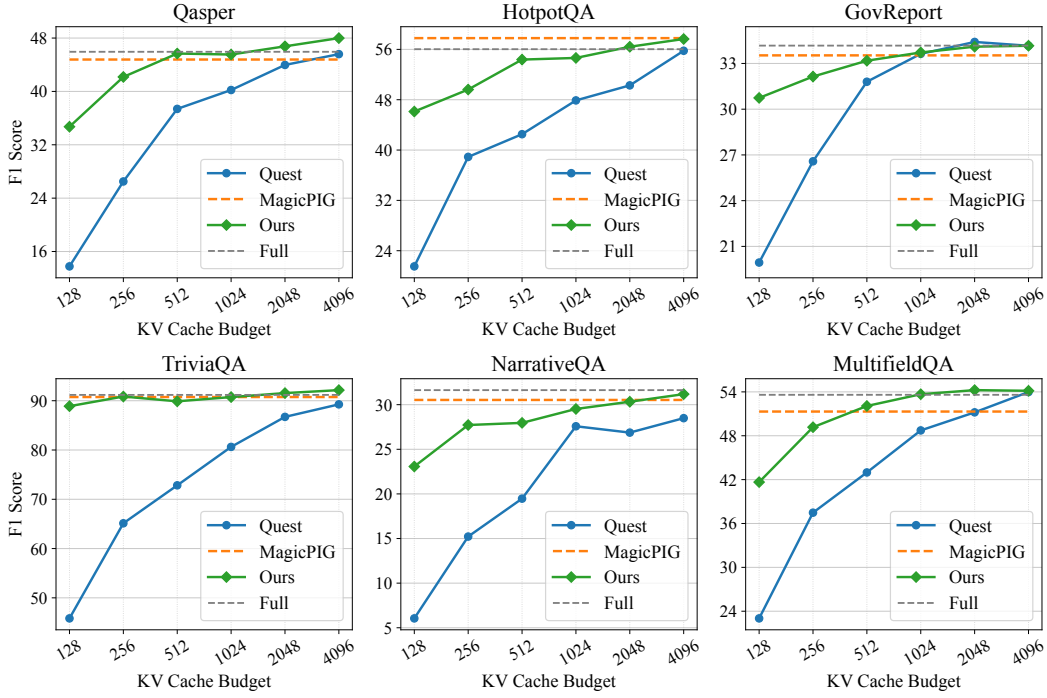 Qasper
48
40
32
24
16
F1 Score
Quest
MagicPIG
Ours
Full
128
256
512
1024
2048
4096
KV Cache Budget
HotpotQA
56
48
40
32
24
Quest
MagicPIG
Ours
Full
128
256
512
1024
2048
4096
KV Cache Budget
GovReport
33
30
27
24
21
Quest
MagicPIG
Ours
Full
128
256
512
1024
2048
4096
KV Cache Budget
TriviaQA
90
80
70
60
50
F1 Score
Quest
MagicPIG
Ours
Full
128
256
512
1024
2048
4096
KV Cache Budget
NarrativeQA
30
25
20
15
10
5
Quest
MagicPIG
Ours
Full
128
256
512
1024
2048
4096
KV Cache Budget
MultifieldQA
54
48
42
36
30
24
Quest
MagicPIG
Ours
Full
128
256
512
1024
2048
4096
KV Cache Budget